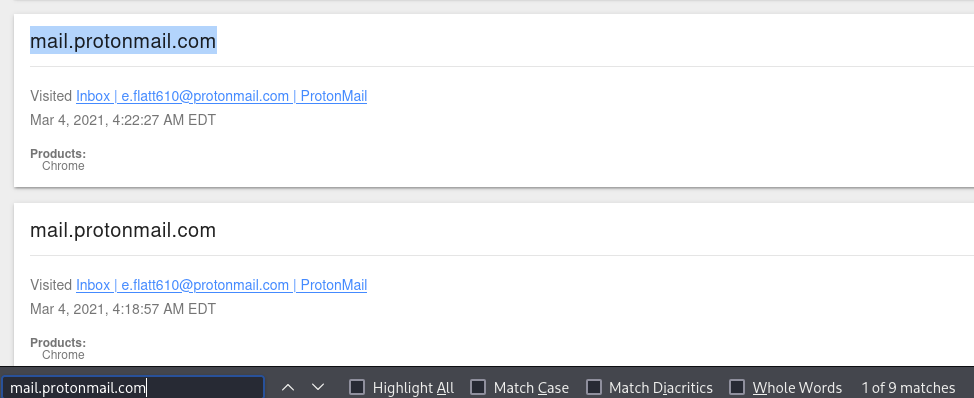 mail.protonmail.com
Visited Inbox | e.flatt610@protonmail.com | ProtonMail
Mar 4, 2021, 4:22:27 AM EDT
Products:
Chrome
mail.protonmail.com
Visited Inbox | e.flatt610@protonmail.com | ProtonMail
Mar 4, 2021, 4:18:57 AM EDT
Products:
Chrome
mail.protonmail.com Highlight All Match Case Match Diacritics Whole Words 1 of 9 matches